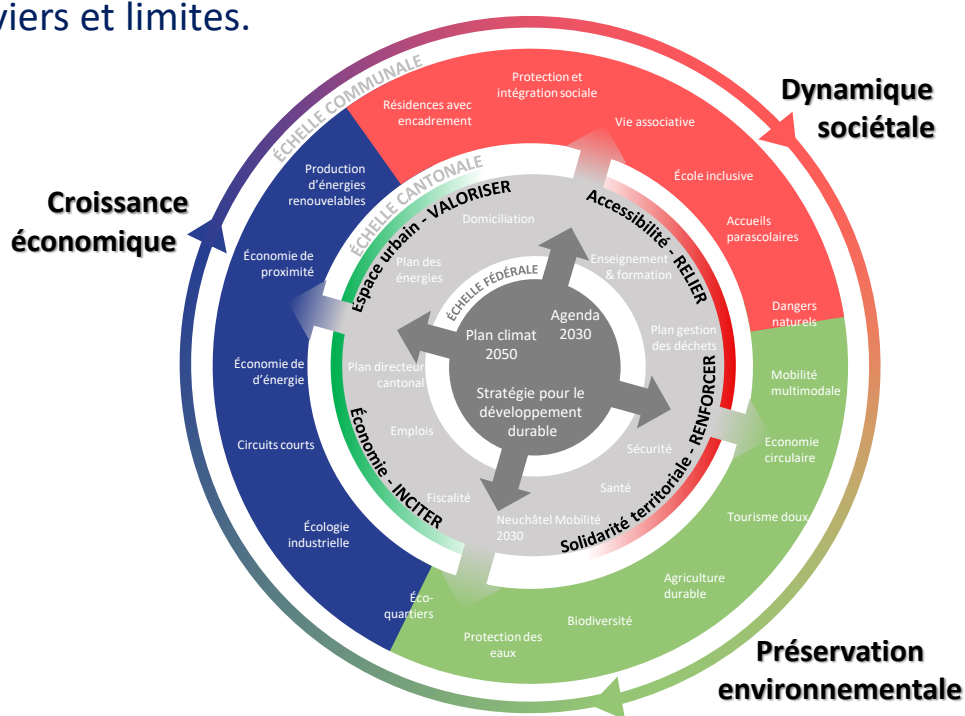 viers et limites.
ÉCHELLE COMMUNALE
Protection et
intégration sociale
Résidences avec
encadrement
Vie associative
Dynamique
sociétale
École inclusive
Accueils
parascolaires
Dangers
naturels
Production
d'énergies
renouvelables
Croissance
économique
Économie de
proximité
Économie de
d'énergie
Circuits courts
Écologie
industrielle
Éco-
quartiers
Protection des
eaux
Biodiversité
Agriculture
durable
Tourisme doux
Economie
circulaire
Mobilité
multimodale
Préservation
environnementale
ÉCHELLE CANTONALE
Espace urbain - VALORISER
Accessibilité - RELIER
Économie - INCITER
Solidarité territoriale - RENFORCER
Domiciliation
Plan des
énergies
Enseignement
& formation
Plan gestion
des déchets
Plan directeur
cantonal
Emplois
Sécurité
Santé
Fiscalité
Neuchâtel Mobilité
2030
ÉCHELLE FÉDÉRALE
Agenda
2030
Plan climat
2050
Stratégie pour le
développement
durable